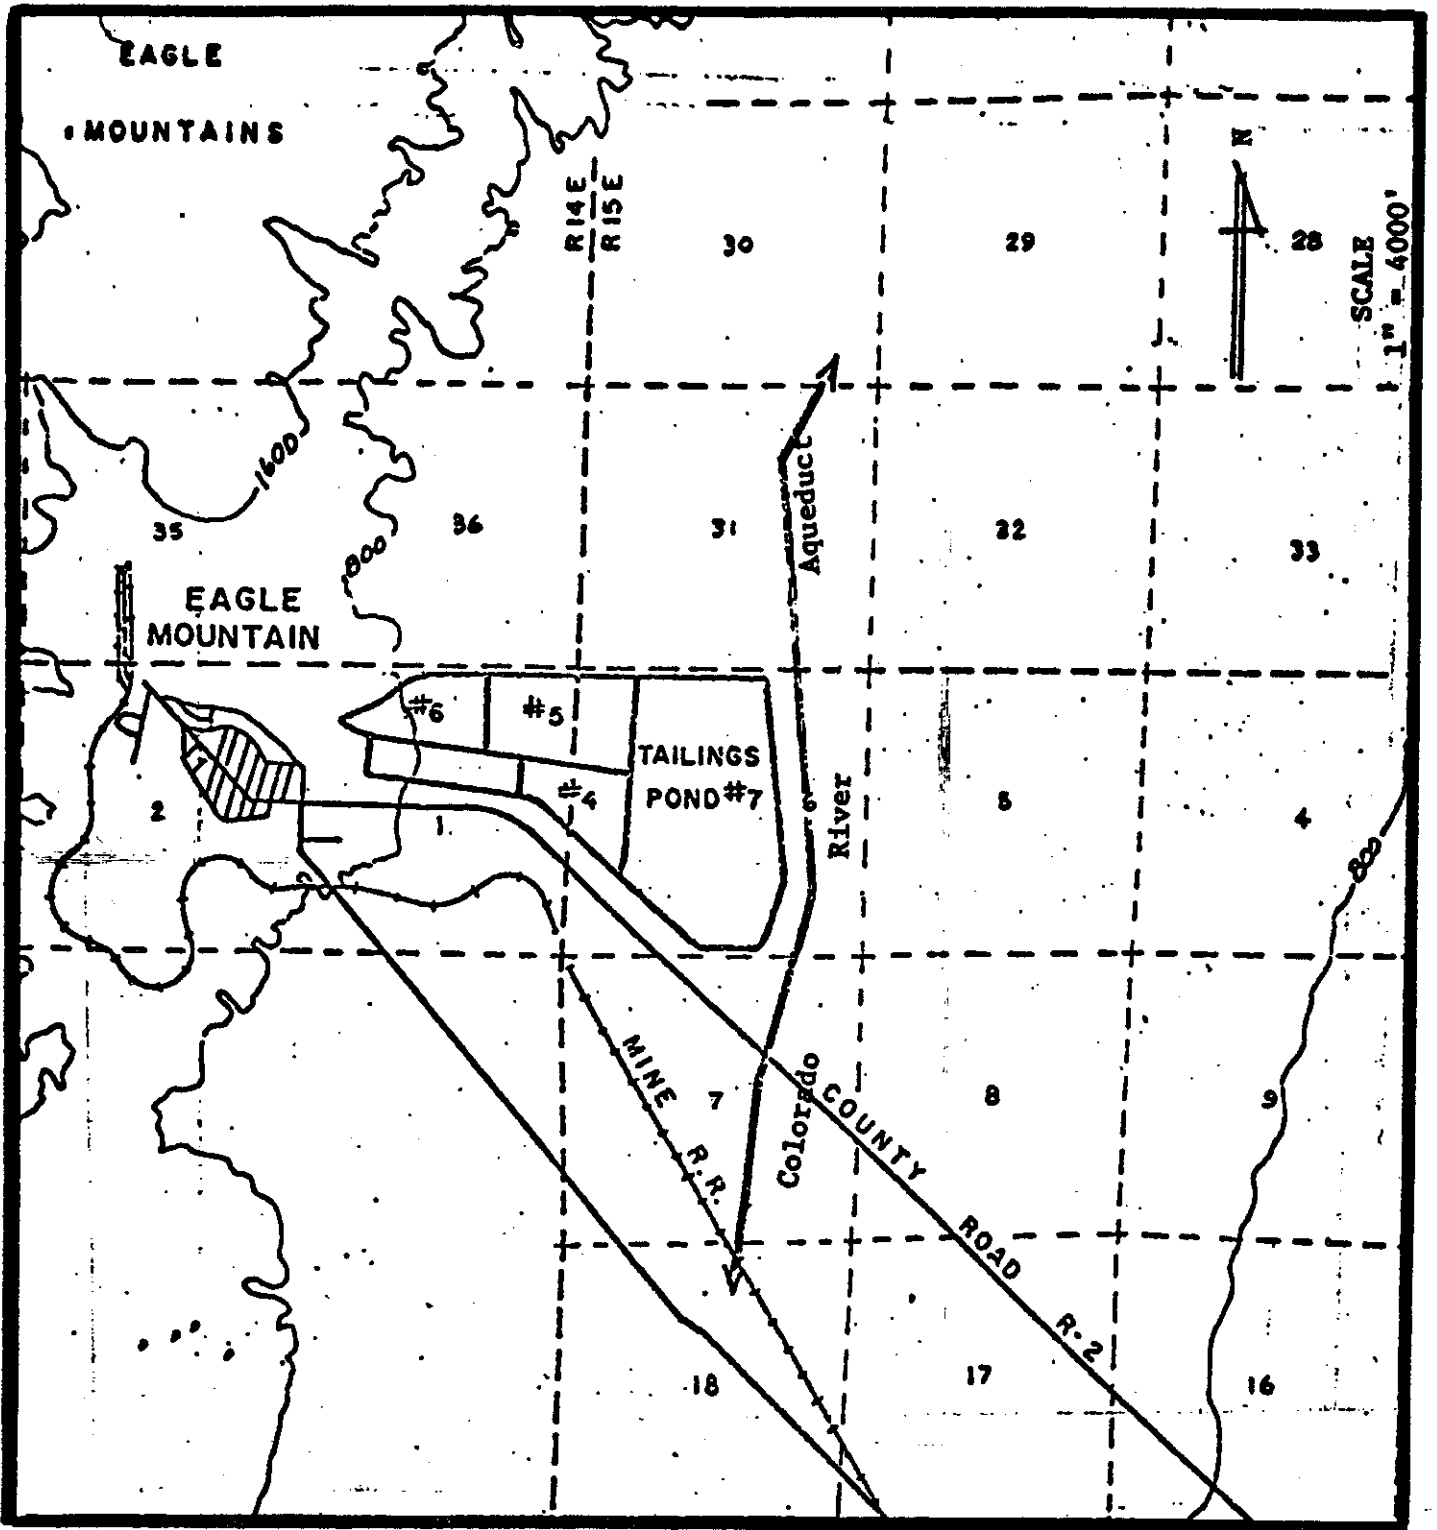 EAGLE
MOUNTAINS
N
R14E
R15E
30
29
28
SCALE
1" = 4000'
1600
35
36
31
32
33
800
Aqueduct
EAGLE
MOUNTAIN
#6
#5
TAILINGS
POND #7
#4
2
1
River
5
4
800
MINE R.R.
7
Colorado
COUNTY ROAD R-2
8
9
18
17
16